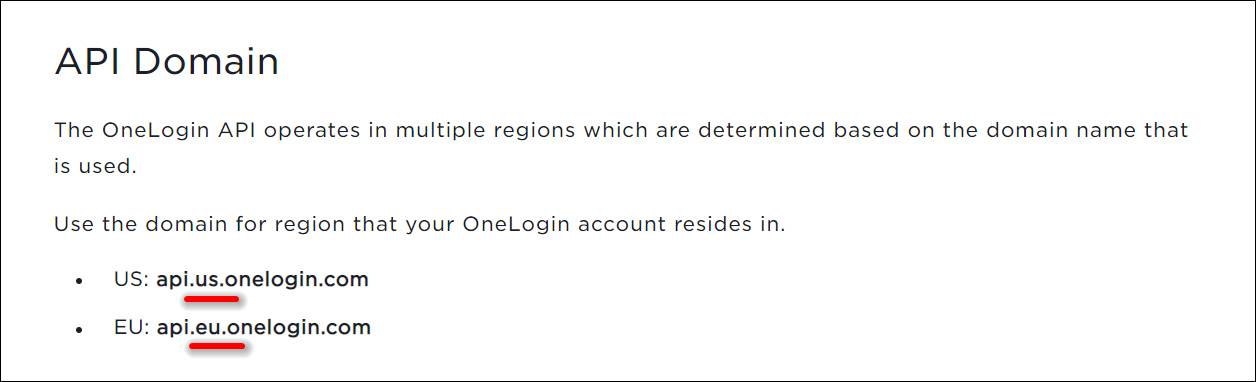 API Domain
The OneLogin API operates in multiple regions which are determined based on the domain name that
is used.
Use the domain for region that your OneLogin account resides in.
• US: api.us.onelogin.com
• EU: api.eu.onelogin.com